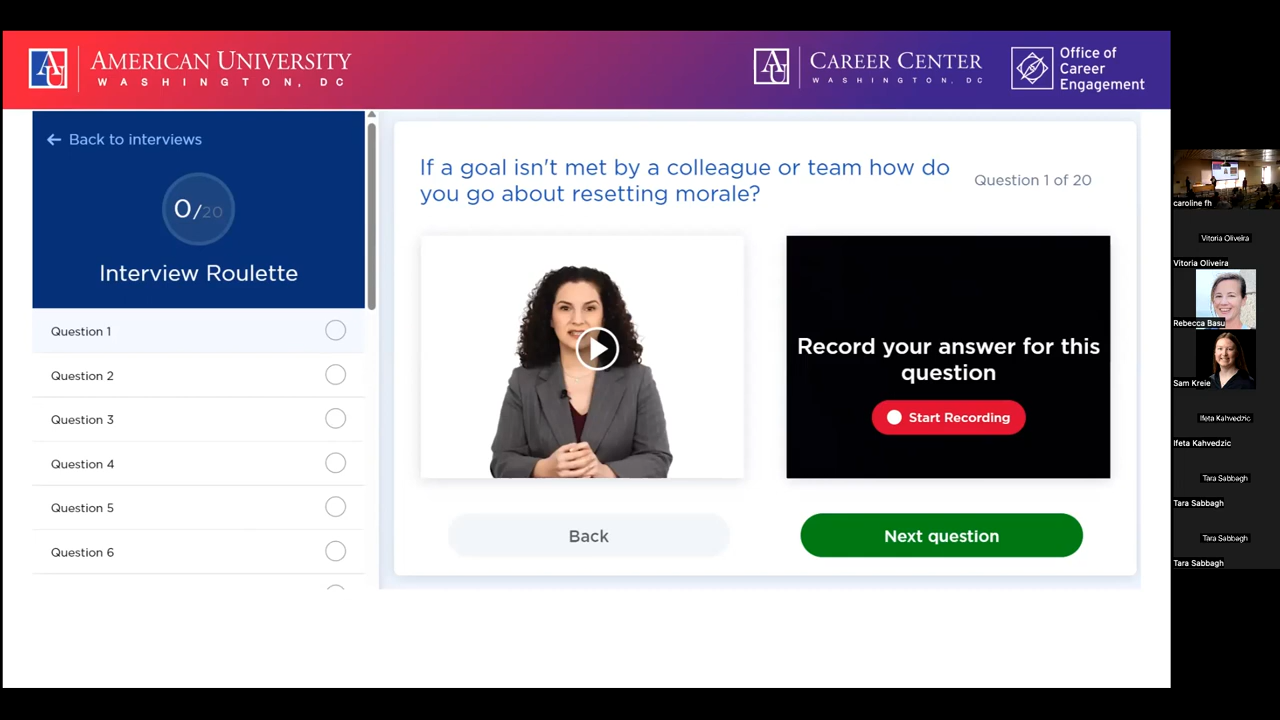 AU
AMERICAN UNIVERSITY
WASHINGTON, DC
AU
CAREER CENTER
WASHINGTON, DC
Office of
Career
Engagement
← Back to interviews
0/20
Interview Roulette
Question 1
Question 2
Question 3
Question 4
Question 5
Question 6
If a goal isn't met by a colleague or team how do
you go about resetting morale?
Question 1 of 20
Record your answer for this
question
Start Recording
Back
Next question
caroline fh
Vitoria Oliveira
Vitoria Oliveira
Rebecca Basu
Sam Kreie
Ifeta Kahvedzic
Ifeta Kahvedzic
Tara Sabbagh
Tara Sabbagh
Tara Sabbagh
Tara Sabbagh